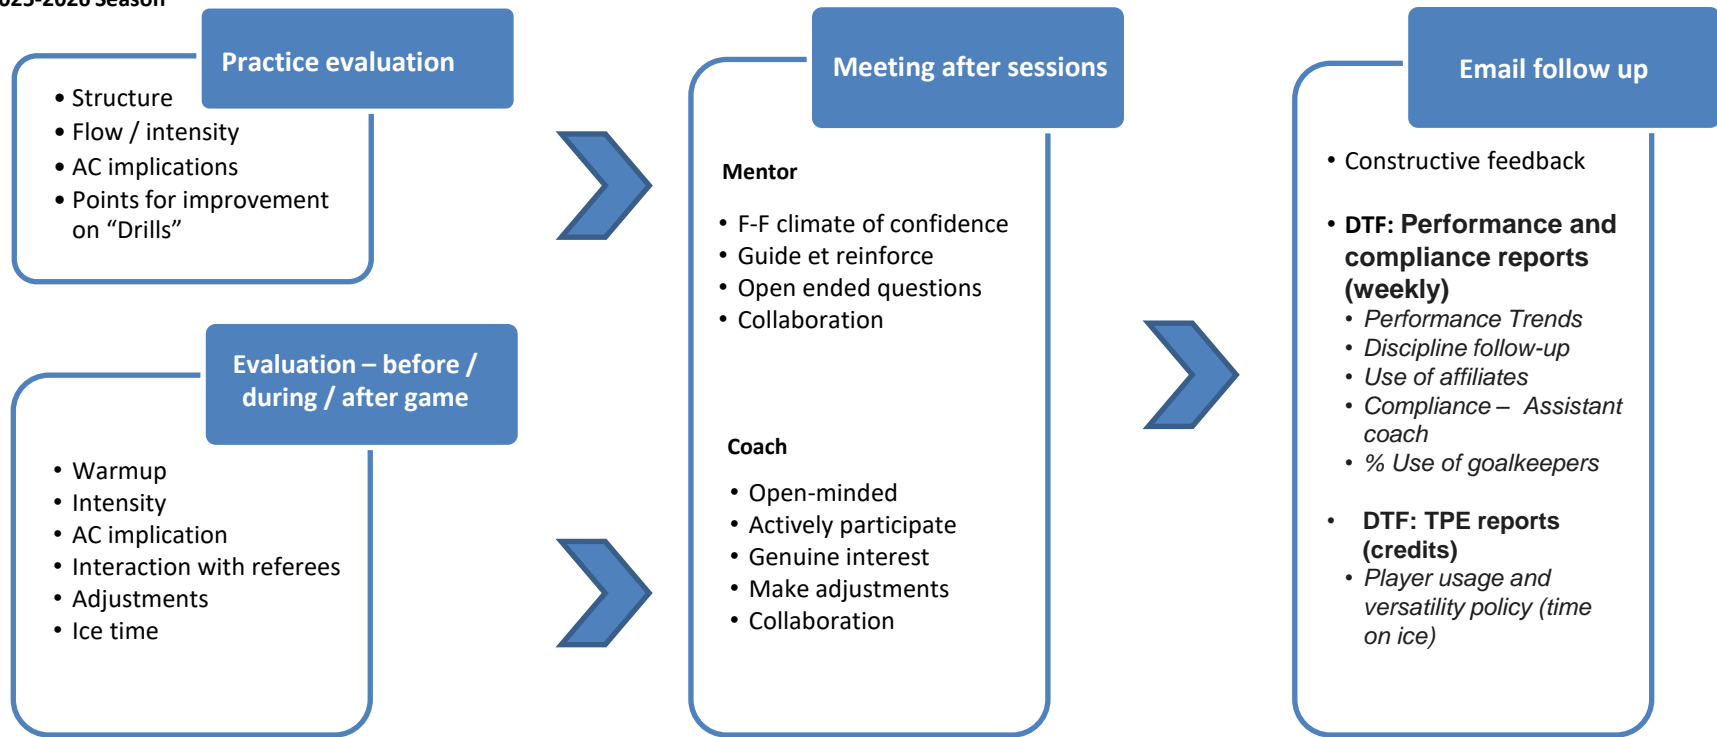 2025-2026 Season
Practice evaluation
• Structure
• Flow / intensity
• AC implications
• Points for improvement
on “Drills”
Evaluation – before /
during / after game
• Warmup
• Intensity
• AC implication
• Interaction with referees
• Adjustments
• Ice time
Meeting after sessions
Mentor
• F-F climate of confidence
• Guide et reinforce
• Open ended questions
• Collaboration
Coach
• Open-minded
• Actively participate
• Genuine interest
• Make adjustments
• Collaboration
Email follow up
• Constructive feedback
• DTF: Performance and
compliance reports
(weekly)
• Performance Trends
• Discipline follow-up
• Use of affiliates
• Compliance – Assistant
coach
• % Use of goalkeepers
• DTF: TPE reports
(credits)
• Player usage and
versatility policy (time
on ice)